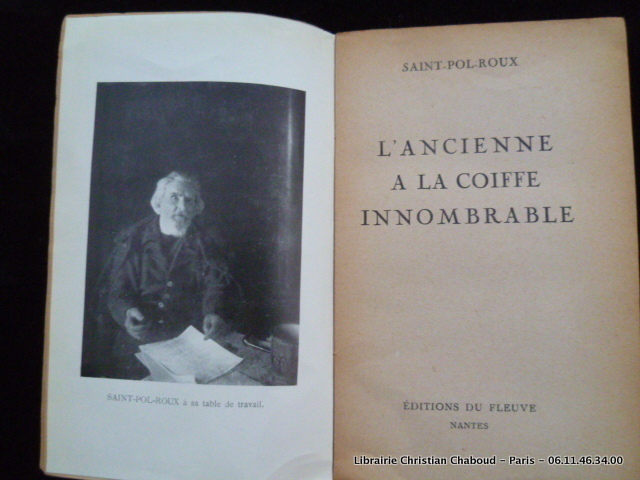 SAINT-POL-ROUX à sa table de travail.
SAINT-POL-ROUX
L'ANCIENNE
A LA COIFFE
INNOMBRABLE
ÉDITIONS DU FLEUVE
NANTES
Librairie Christian Chaboud – Paris – 06.11.46.34.00